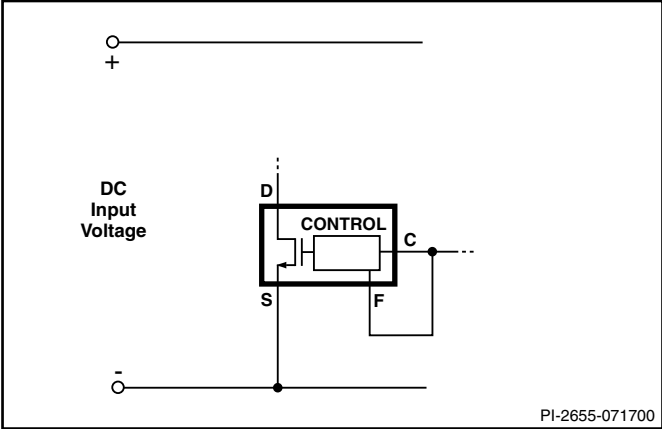 +
DC
Input
Voltage
D
CONTROL
C
S
F
-
PI-2655-071700